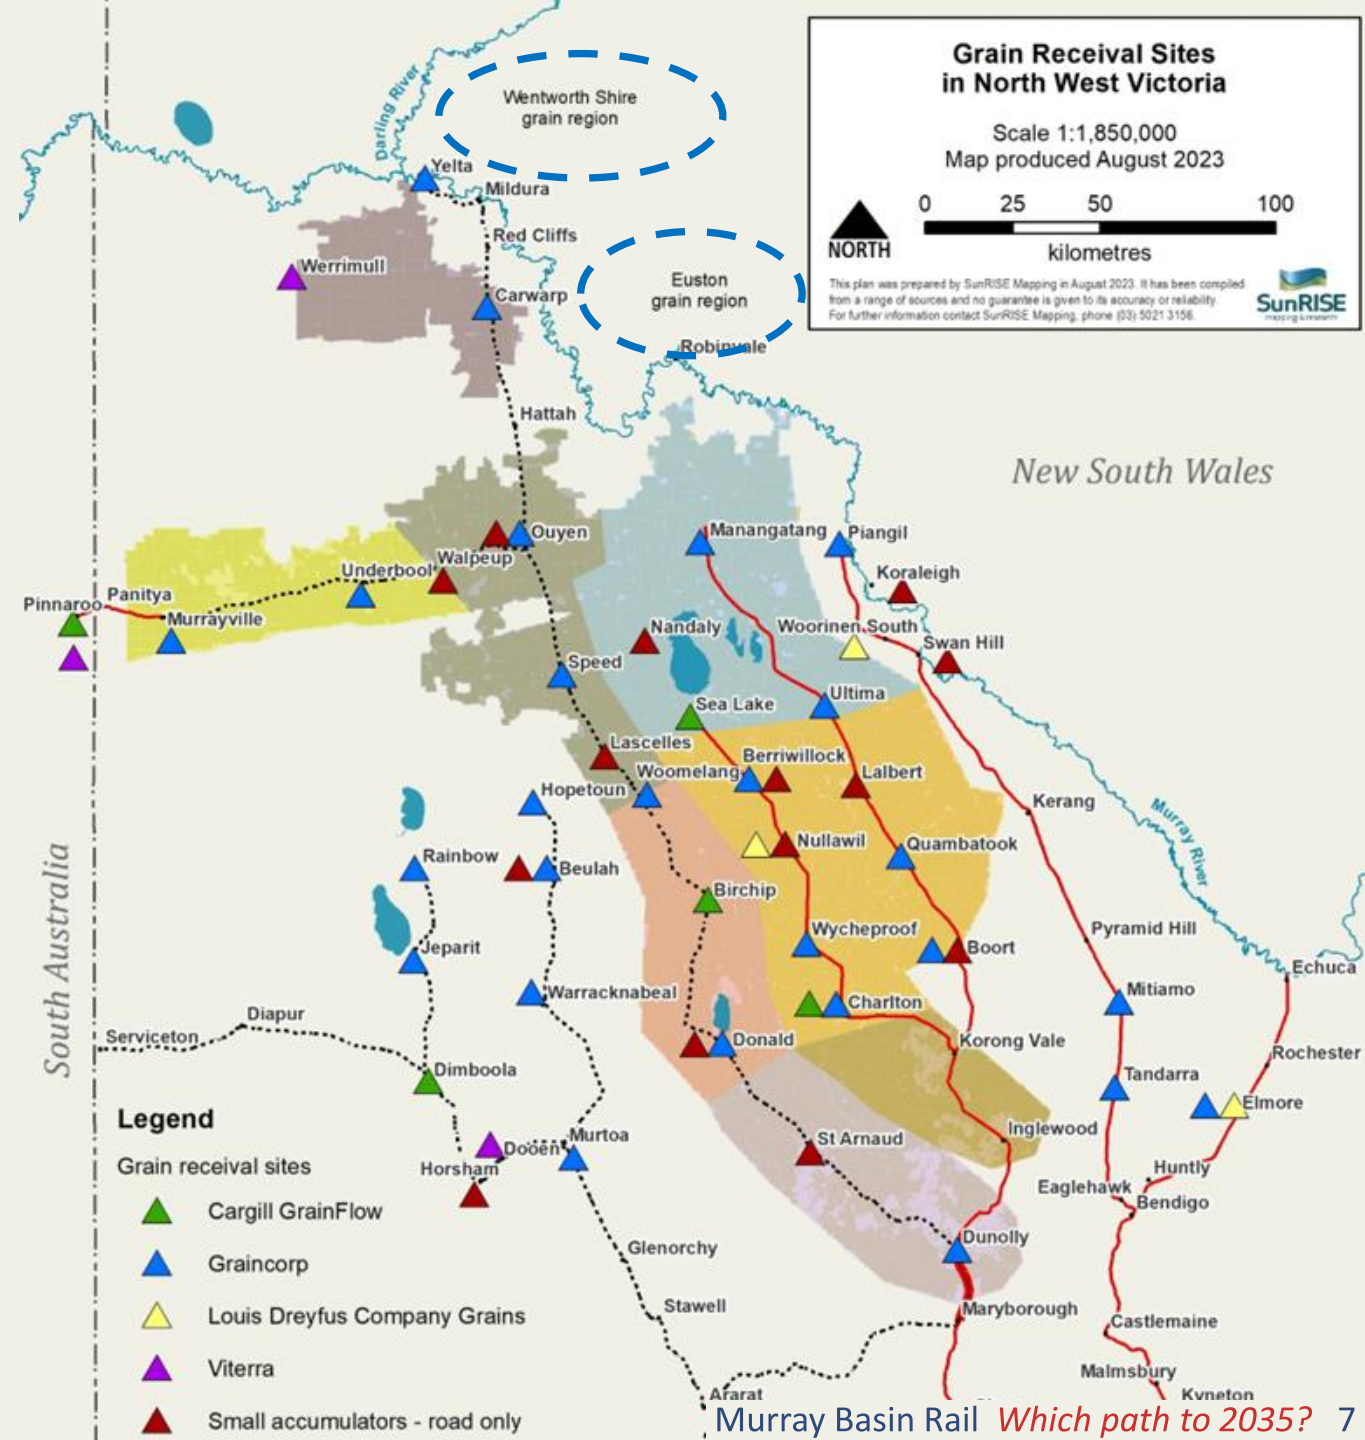 Grain Receival Sites
in North West Victoria
Scale 1:1,850,000
Map produced August 2023
0 25 50 100
kilometres
NORTH
This plan was prepared by SunRISE Mapping in August 2023. It has been compiled
from a range of sources and no guarantee is given to its accuracy or reliability.
For further information contact SunRISE Mapping, phone (03) 5021 3156.
SunRISE
mapping & research
Wentworth Shire
grain region
Darling River
Yelta
Mildura
Red Cliffs
Werrimull
Carwarp
Euston
grain region
Robinvale
Hattah
New South Wales
Ouyen
Manangatang
Piangil
Walpeup
Underbool
Koraleigh
Panitya
Pinnaroo
Murrayville
Nandaly
Woorinen South
Swan Hill
Speed
Ultima
Sea Lake
Lascelles
Berriwillock
Woomelang
Lalbert
Hopetoun
Kerang
Murray River
Rainbow
Beulah
Nullawil
Quambatook
Birchip
South Australia
Jeparit
Wycheproof
Boort
Pyramid Hill
Echuca
Warracknabeal
Charlton
Mitiamo
Diapur
Serviceton
Donald
Korong Vale
Rochester
Dimboola
Tandarra
Elmore
Legend
Inglewood
Murtoa
St Arnaud
Dooen
Horsham
Huntly
Eaglehawk
Bendigo
Grain receival sites
Cargill GrainFlow
Graincorp
Louis Dreyfus Company Grains
Viterra
Small accumulators - road only
Glenorchy
Dunolly
Stawell
Maryborough
Castlemaine
Malmsbury
Ararat
Kyneton
Murray Basin Rail Which path to 2035? 7